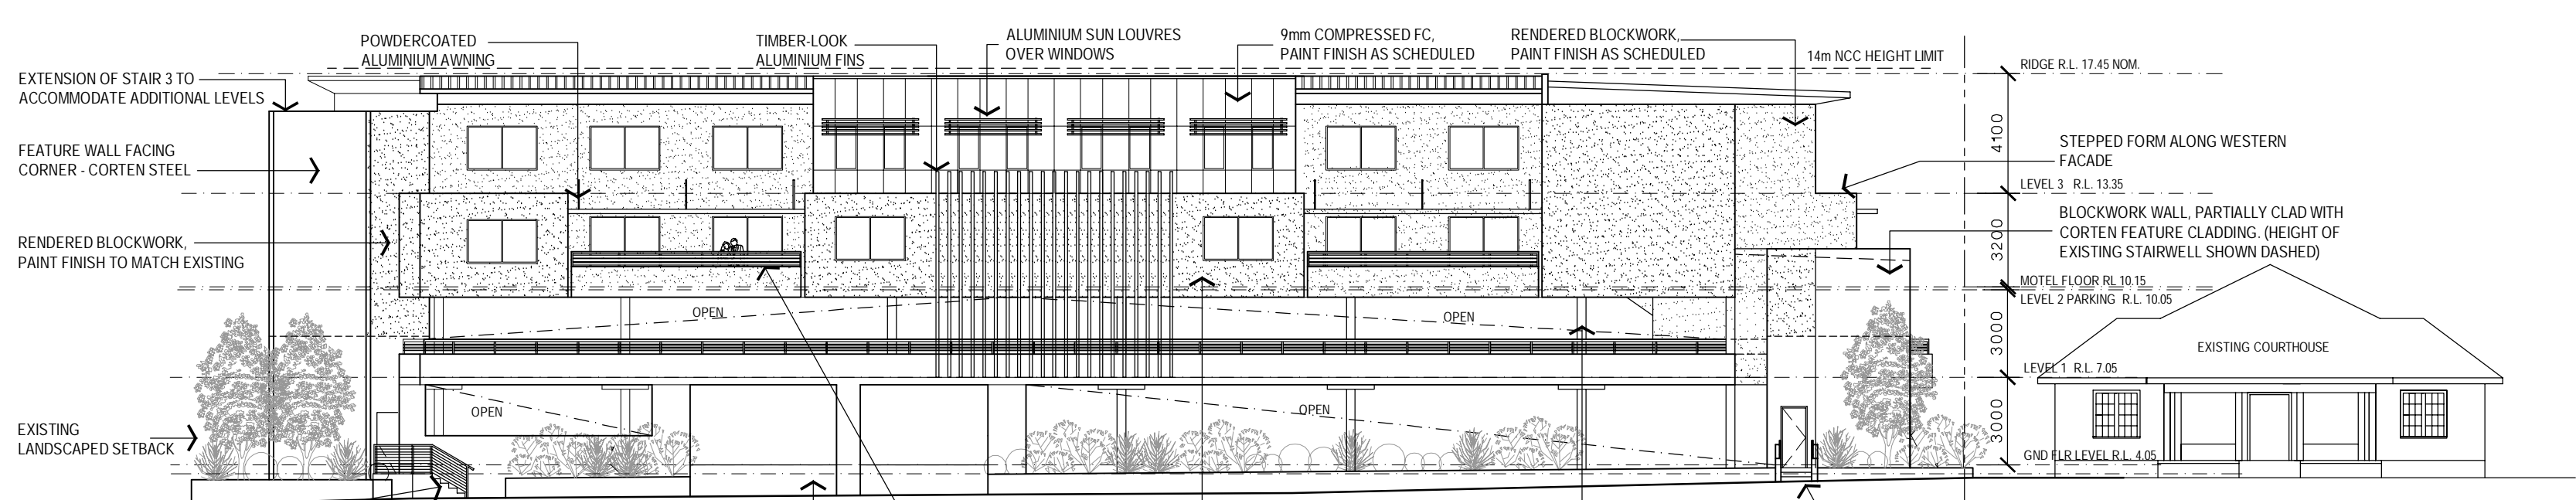 POWDERCOATED
ALUMINIUM AWNING
TIMBER-LOOK
ALUMINIUM FINS
ALUMINIUM SUN LOUVRES
OVER WINDOWS
9mm COMPRESSED FC,
PAINT FINISH AS SCHEDULED
RENDERED BLOCKWORK,
PAINT FINISH AS SCHEDULED
14m NCC HEIGHT LIMIT
RIDGE R.L. 17.45 NOM.
EXTENSION OF STAIR 3 TO
ACCOMMODATE ADDITIONAL LEVELS
FEATURE WALL FACING
CORNER - CORTEN STEEL
RENDERED BLOCKWORK,
PAINT FINISH TO MATCH EXISTING
EXISTING
LANDSCAPED SETBACK
OPEN
OPEN
OPEN
OPEN
4100
3200
3000
3000
STEPPED FORM ALONG WESTERN
FACADE
LEVEL 3 R.L. 13.35
BLOCKWORK WALL, PARTIALLY CLAD WITH
CORTEN FEATURE CLADDING. (HEIGHT OF
EXISTING STAIRWELL SHOWN DASHED)
MOTEL FLOOR RL 10.15
LEVEL 2 PARKING R.L. 10.05
EXISTING COURTHOUSE
LEVEL 1 R.L. 7.05
GND FLR LEVEL R.L. 4.05